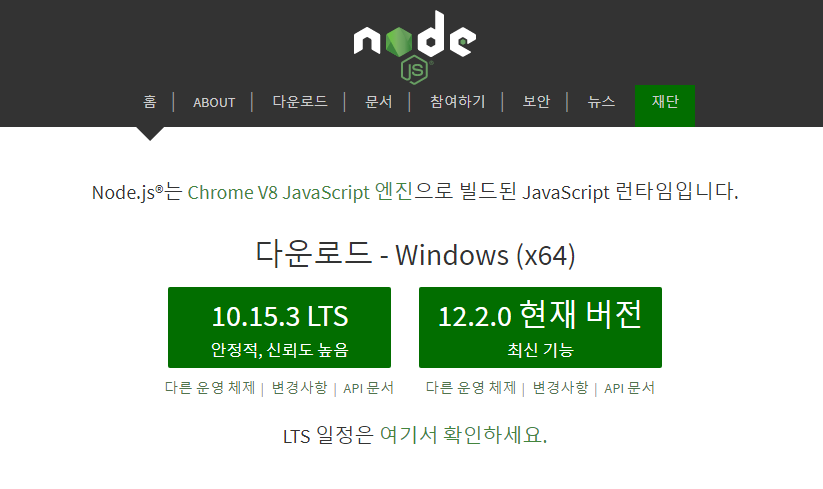 node
JS
홈 | ABOUT | 다운로드 | 문서 | 참여하기 | 보안 | 뉴스 재단
Node.js®는 Chrome V8 JavaScript 엔진으로 빌드된 JavaScript 런타임입니다.
다운로드 - Windows (x64)
10.15.3 LTS
안정적, 신뢰도 높음
다른 운영 체제 | 변경사항 | API 문서
12.2.0 현재 버전
최신 기능
다른 운영 체제 | 변경사항 | API 문서
LTS 일정은 여기서 확인하세요.